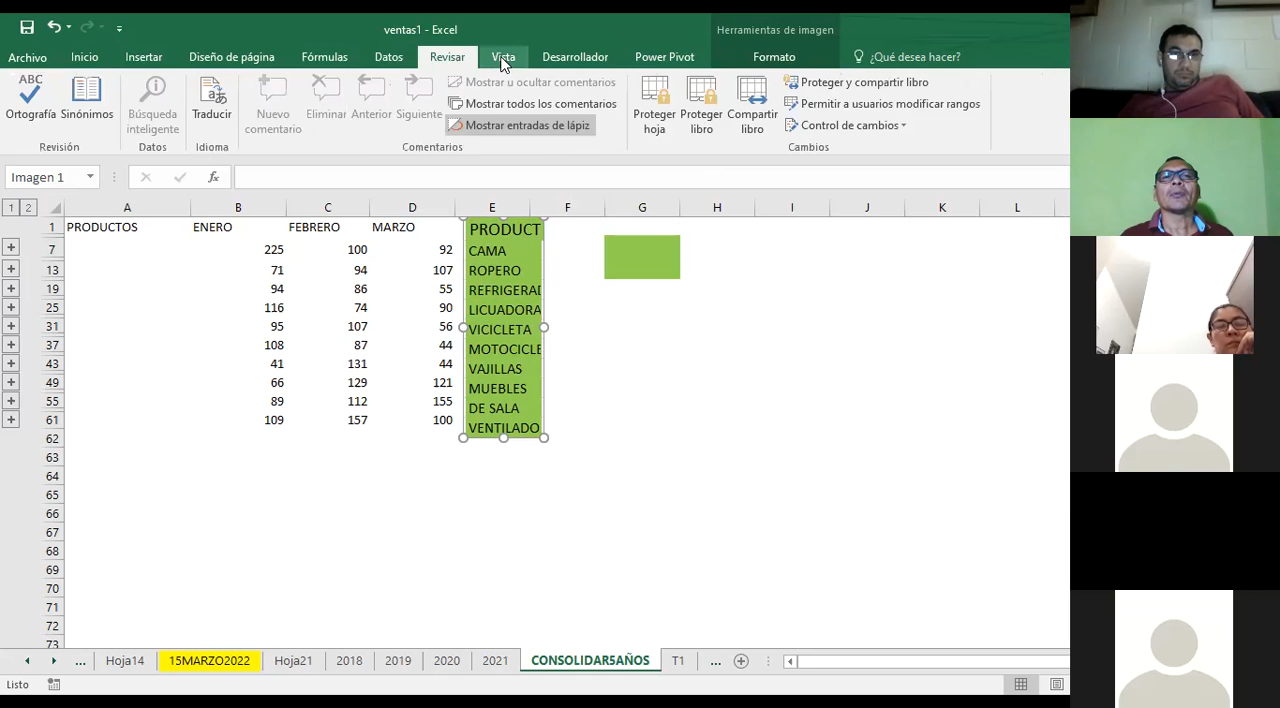 ventas1 - Excel
Herramientas de imagen
Archivo Inicio Insertar Diseño de página Fórmulas Datos Revisar Vista Desarrollador Power Pivot Formato ¿Qué desea hacer?
ABC
Ortografía
Sinónimos
Revisión
Búsqueda
inteligente
Datos
Traducir
Idioma
Nuevo
comentario
Eliminar
Anterior
Siguiente
Mostrar u ocultar comentarios
Mostrar todos los comentarios
Mostrar entradas de lápiz
Comentarios
Proteger
hoja
Proteger
libro
Compartir
libro
Proteger y compartir libro
Permitir a usuarios modificar rangos
Control de cambios
Cambios
Imagen 1
fx
1 2 A B C D E F G H I J K L
1 PRODUCTOS ENERO FEBRERO MARZO PRODUCT
7 225 100 92 CAMA
13 71 94 107 ROPERO
19 94 86 55 REFRIGERAD
25 116 74 90 LICUADORA
31 95 107 56 VICICLETA
37 108 87 44 MOTOCICLE
43 41 131 44 VAJILLAS
49 66 129 121 MUEBLES
55 89 112 155 DE SALA
61 109 157 100 VENTILADO
62
63
64
65
66
67
68
69
70
71
72
73
... Hoja14 15MARZO2022 Hoja21 2018 2019 2020 2021 CONSOLIDAR5AÑOS T1 ...
Listo